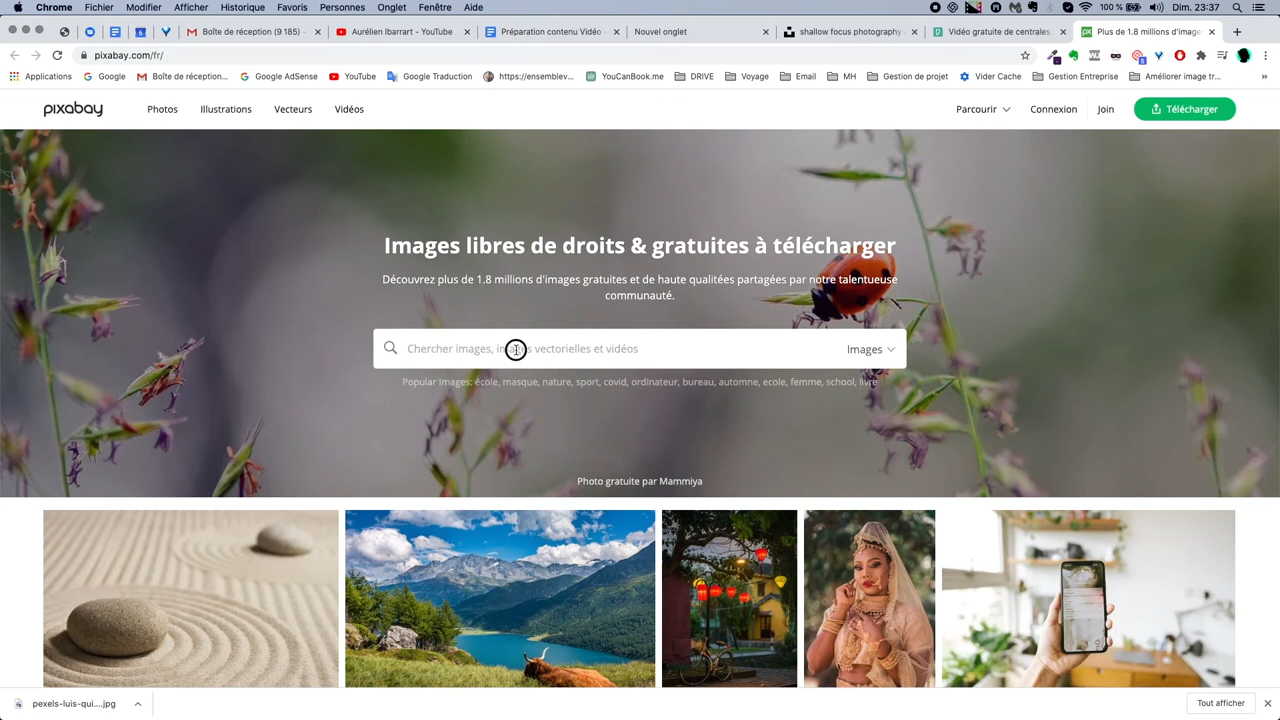 Chrome Fichier Modifier Afficher Historique Favoris Personnes Onglet Fenêtre Aide 100 % Dim. 23:37
Boîte de réception (9 185) - Aurélien Ibarrart - YouTube Préparation contenu Vidéo - Nouvel onglet shallow focus photography Vidéo gratuite de centrales, Plus de 1.8 millions d'image
pixabay.com/fr/
Applications Google Boîte de réception... Google AdSense YouTube Google Traduction https://ensemblev... YouCanBook.me DRIVE Voyage Email MH Gestion de projet Vider Cache Gestion Entreprise Améliorer image tr... »
pixabay Photos Illustrations Vecteurs Vidéos Parcourir Connexion Join Télécharger
Images libres de droits & gratuites à télécharger
Découvrez plus de 1.8 millions d'images gratuites et de haute qualitées partagées par notre talentueuse
communauté.
Chercher images, images vectorielles et vidéos Images
Popular Images: école, masque, nature, sport, covid, ordinateur, bureau, automne, ecole, femme, school, livre
Photo gratuite par Mammiya
pexels-luis-qui....jpg Tout afficher